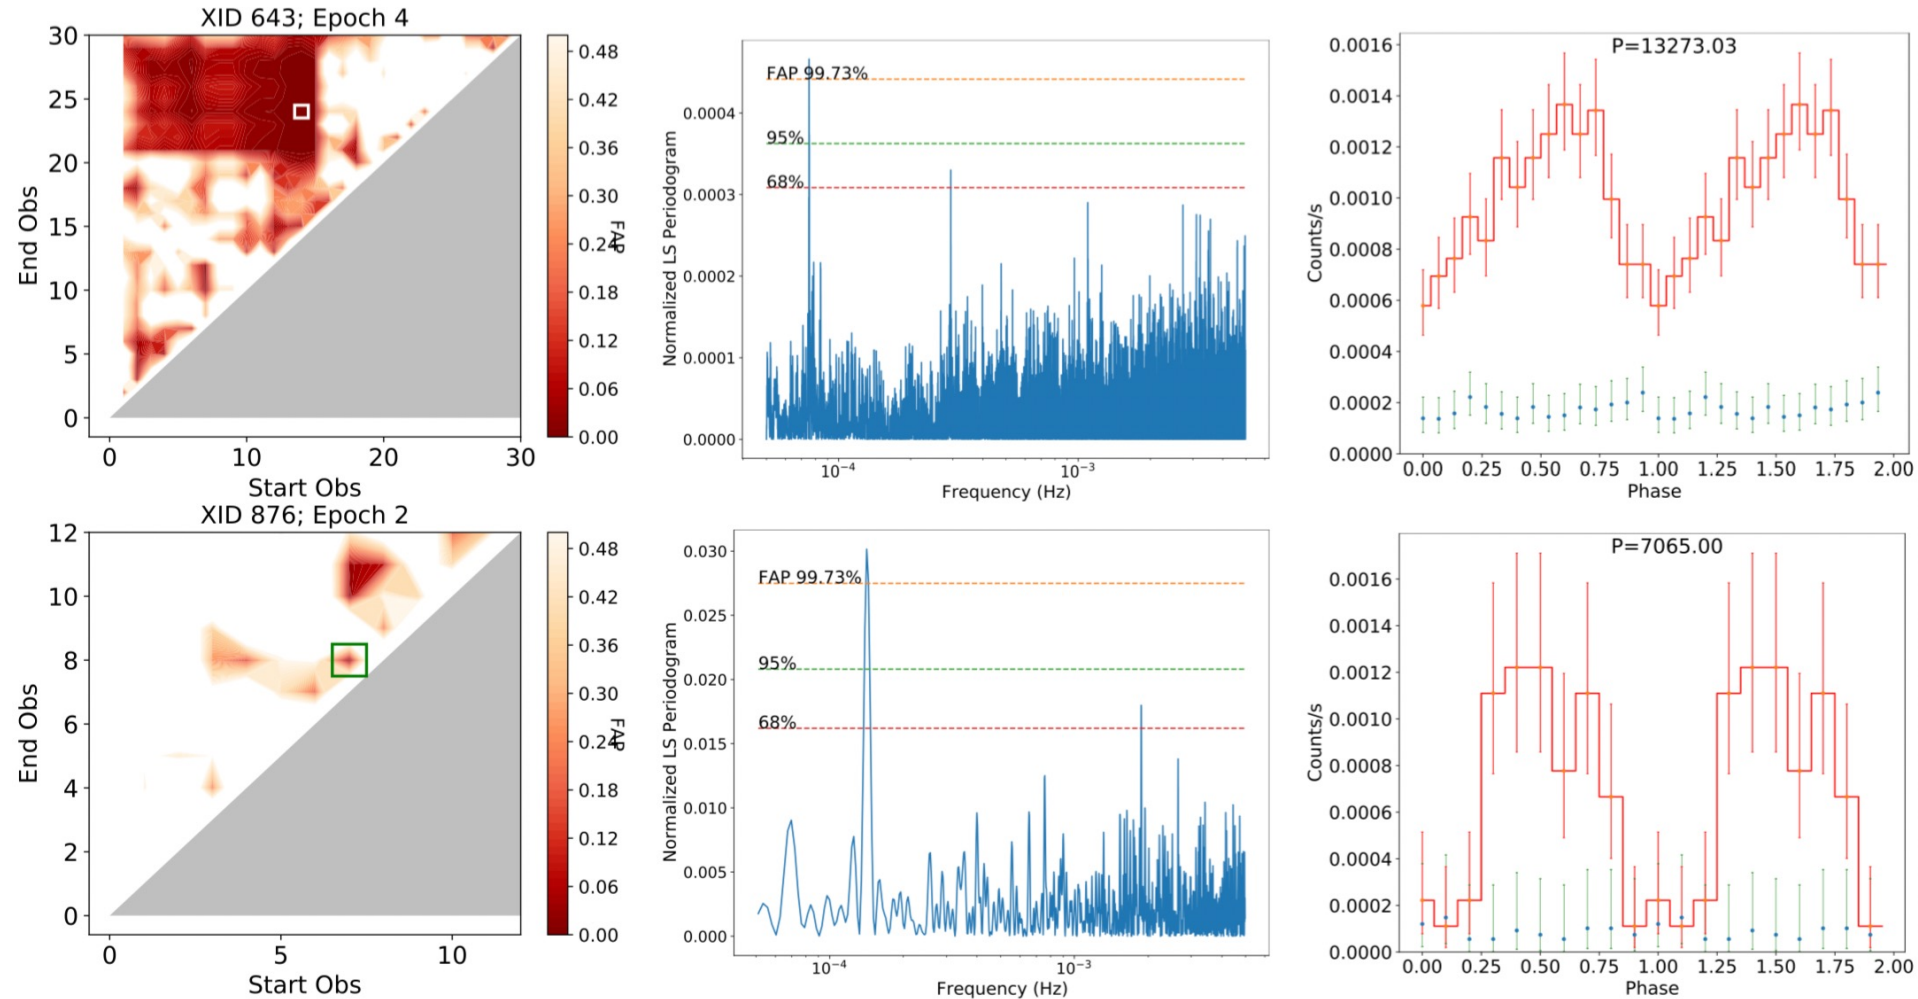 XID 643; Epoch 4
30
25
20
15
10
5
0
End Obs
0 10 20 30
Start Obs
0.48
0.42
0.36
0.30
0.24
0.18
0.12
0.06
0.00
FAP
FAP 99.73%
95%
68%
0.0004
0.0003
0.0002
0.0001
0.0000
Normalized LS Periodogram
10⁻⁴ 10⁻³
Frequency (Hz)
P=13273.03
0.0016
0.0014
0.0012
0.0010
0.0008
0.0006
0.0004
0.0002
0.0000
Counts/s
0.00 0.25 0.50 0.75 1.00 1.25 1.50 1.75 2.00
Phase
XID 876; Epoch 2
12
10
8
6
4
2
0
End Obs
0 5 10
Start Obs
0.48
0.42
0.36
0.30
0.24
0.18
0.12
0.06
0.00
FAP
FAP 99.73%
95%
68%
0.030
0.025
0.020
0.015
0.010
0.005
0.000
Normalized LS Periodogram
10⁻⁴ 10⁻³
Frequency (Hz)
P=7065.00
0.0016
0.0014
0.0012
0.0010
0.0008
0.0006
0.0004
0.0002
0.0000
Counts/s
0.00 0.25 0.50 0.75 1.00 1.25 1.50 1.75 2.00
Phase